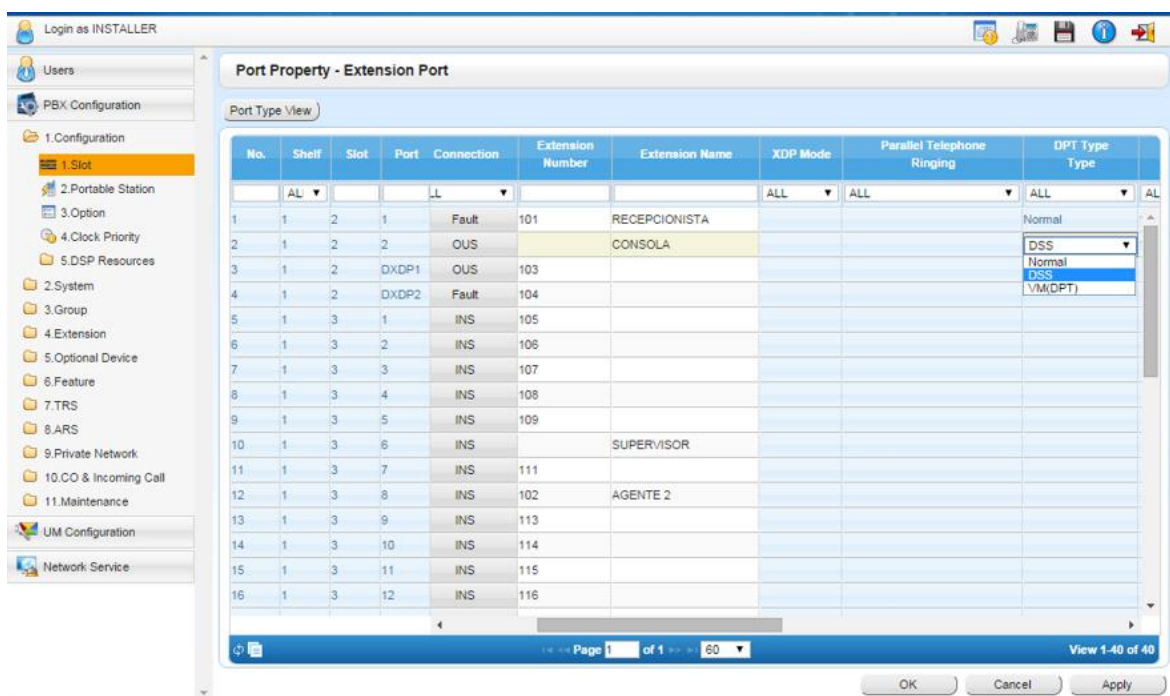 Login as INSTALLER
Users
PBX Configuration
1.Configuration
1.Slot
2.Portable Station
3.Option
4.Clock Priority
5.DSP Resources
2.System
3.Group
4.Extension
5.Optional Device
6.Feature
7.TRS
8.ARS
9.Private Network
10.CO & Incoming Call
11.Maintenance
UM Configuration
Network Service
Port Property - Extension Port
Port Type View
No. Shelf Slot Port Connection Extension Number Extension Name XDP Mode Parallel Telephone Ringing DPT Type Type
AL LL ALL ALL ALL AL
1 1 2 1 Fault 101 RECEPCIONISTA Normal
2 1 2 2 OUS CONSOLA DSS
Normal
DSS
VM(DPT)
3 1 2 DXDP1 OUS 103
4 1 2 DXDP2 Fault 104
5 1 3 1 INS 105
6 1 3 2 INS 106
7 1 3 3 INS 107
8 1 3 4 INS 108
9 1 3 5 INS 109
10 1 3 6 INS SUPERVISOR
11 1 3 7 INS 111
12 1 3 8 INS 102 AGENTE 2
13 1 3 9 INS 113
14 1 3 10 INS 114
15 1 3 11 INS 115
16 1 3 12 INS 116
Page 1 of 1 60 View 1-40 of 40
OK Cancel Apply